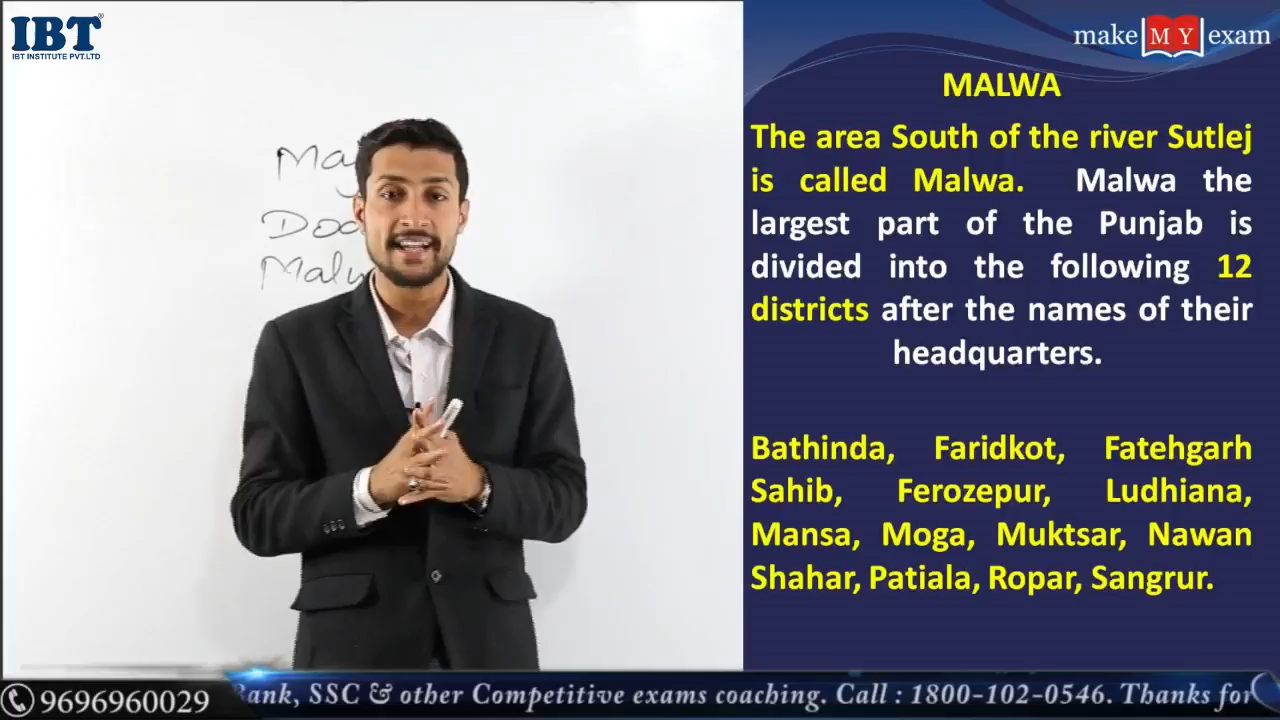 IBT
IBT INSTITUTE PVT.LTD
make MY exam
MALWA
The area South of the river Sutlej
is called Malwa. Malwa the
largest part of the Punjab is
divided into the following 12
districts after the names of their
headquarters.
Bathinda, Faridkot, Fatehgarh
Sahib, Ferozepur, Ludhiana,
Mansa, Moga, Muktsar, Nawan
Shahar, Patiala, Ropar, Sangrur.
9696960029
Bank, SSC & other Competitive exams coaching. Call : 1800-102-0546. Thanks for